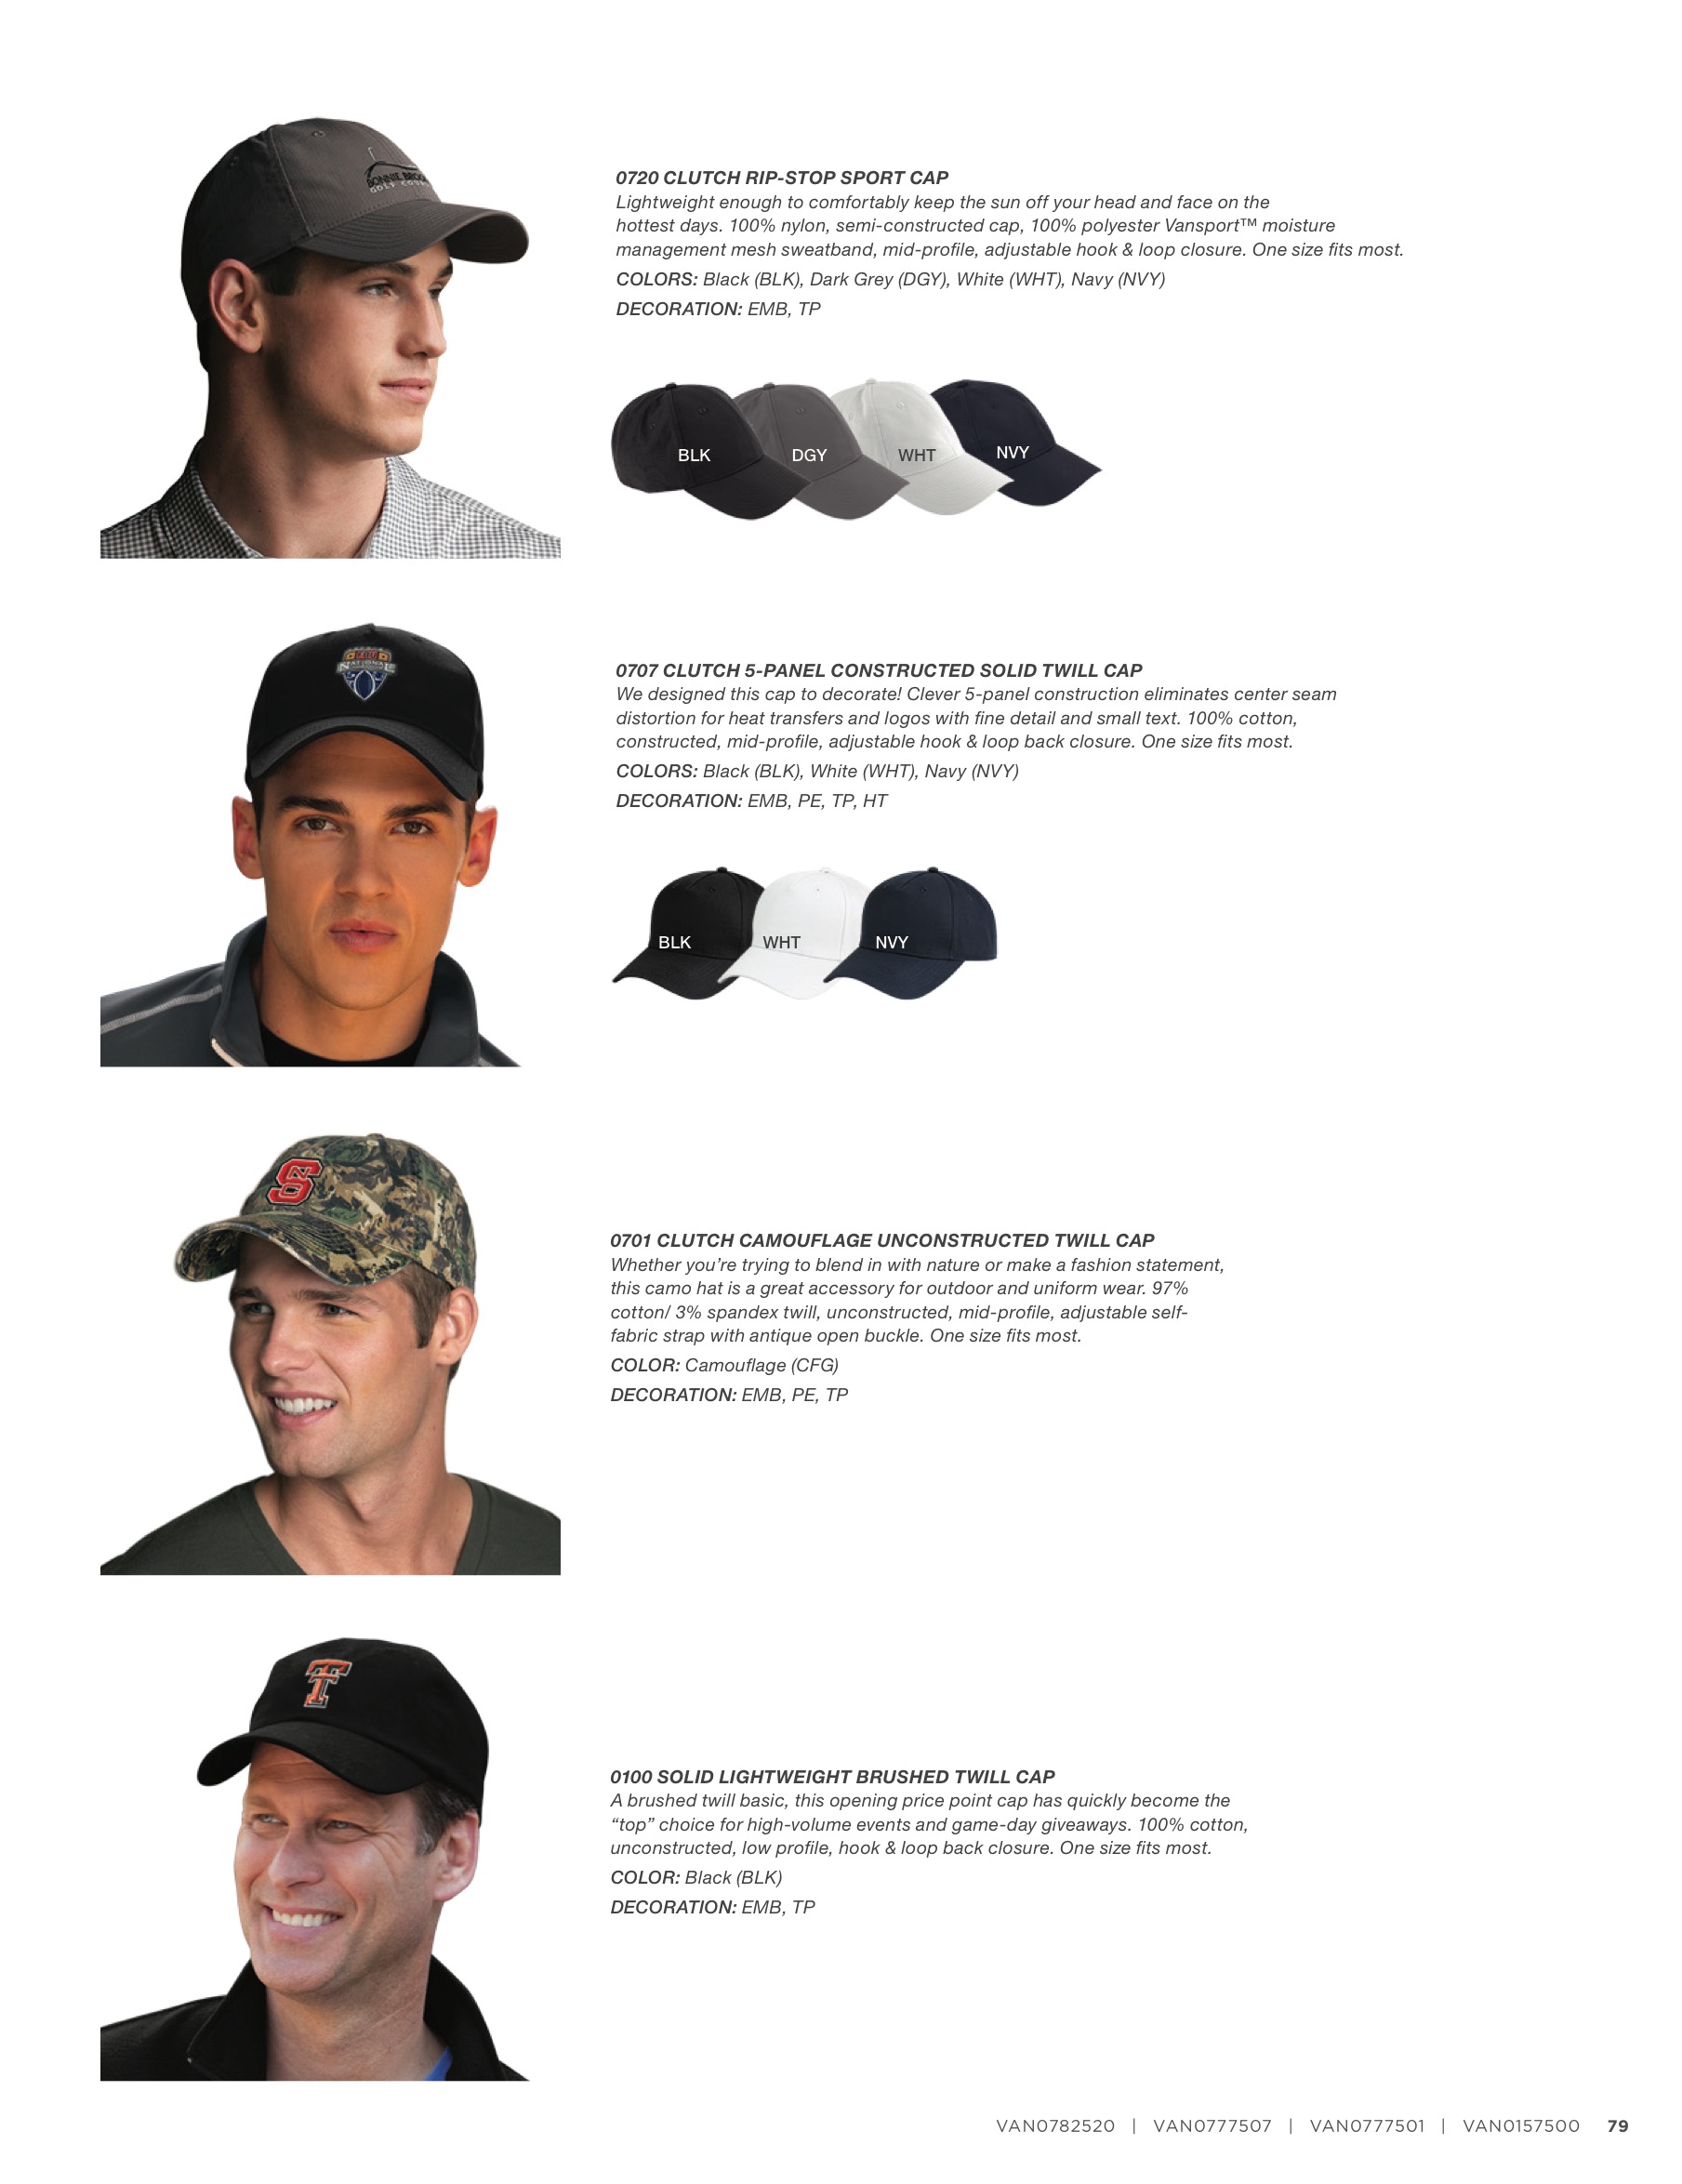 BONNIE BROOK
GOLF COURSE
0720 CLUTCH RIP-STOP SPORT CAP
Lightweight enough to comfortably keep the sun off your head and face on the
hottest days. 100% nylon, semi-constructed cap, 100% polyester Vansport™ moisture
management mesh sweatband, mid-profile, adjustable hook & loop closure. One size fits most.
COLORS: Black (BLK), Dark Grey (DGY), White (WHT), Navy (NVY)
DECORATION: EMB, TP
BLK DGY WHT NVY
NATIONAL
0707 CLUTCH 5-PANEL CONSTRUCTED SOLID TWILL CAP
We designed this cap to decorate! Clever 5-panel construction eliminates center seam
distortion for heat transfers and logos with fine detail and small text. 100% cotton,
constructed, mid-profile, adjustable hook & loop back closure. One size fits most.
COLORS: Black (BLK), White (WHT), Navy (NVY)
DECORATION: EMB, PE, TP, HT
BLK WHT NVY
NCS
0701 CLUTCH CAMOUFLAGE UNCONSTRUCTED TWILL CAP
Whether you’re trying to blend in with nature or make a fashion statement,
this camo hat is a great accessory for outdoor and uniform wear. 97%
cotton/ 3% spandex twill, unconstructed, mid-profile, adjustable self-
fabric strap with antique open buckle. One size fits most.
COLOR: Camouflage (CFG)
DECORATION: EMB, PE, TP
TT
0100 SOLID LIGHTWEIGHT BRUSHED TWILL CAP
A brushed twill basic, this opening price point cap has quickly become the
“top” choice for high-volume events and game-day giveaways. 100% cotton,
unconstructed, low profile, hook & loop back closure. One size fits most.
COLOR: Black (BLK)
DECORATION: EMB, TP
VAN0782520 | VAN0777507 | VAN0777501 | VAN0157500 79